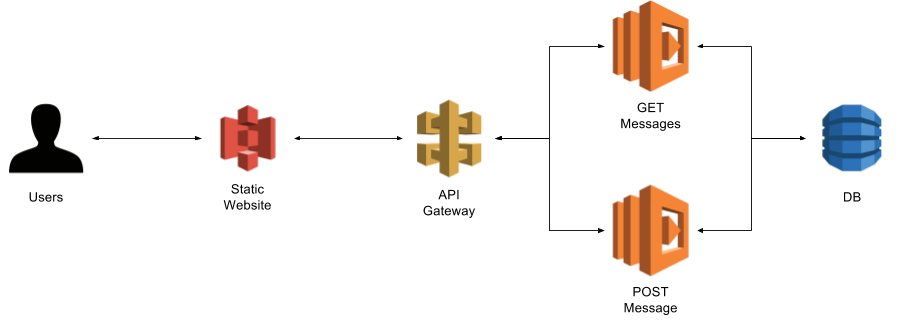 Users
Static
Website
API
Gateway
GET
Messages
POST
Message
DB